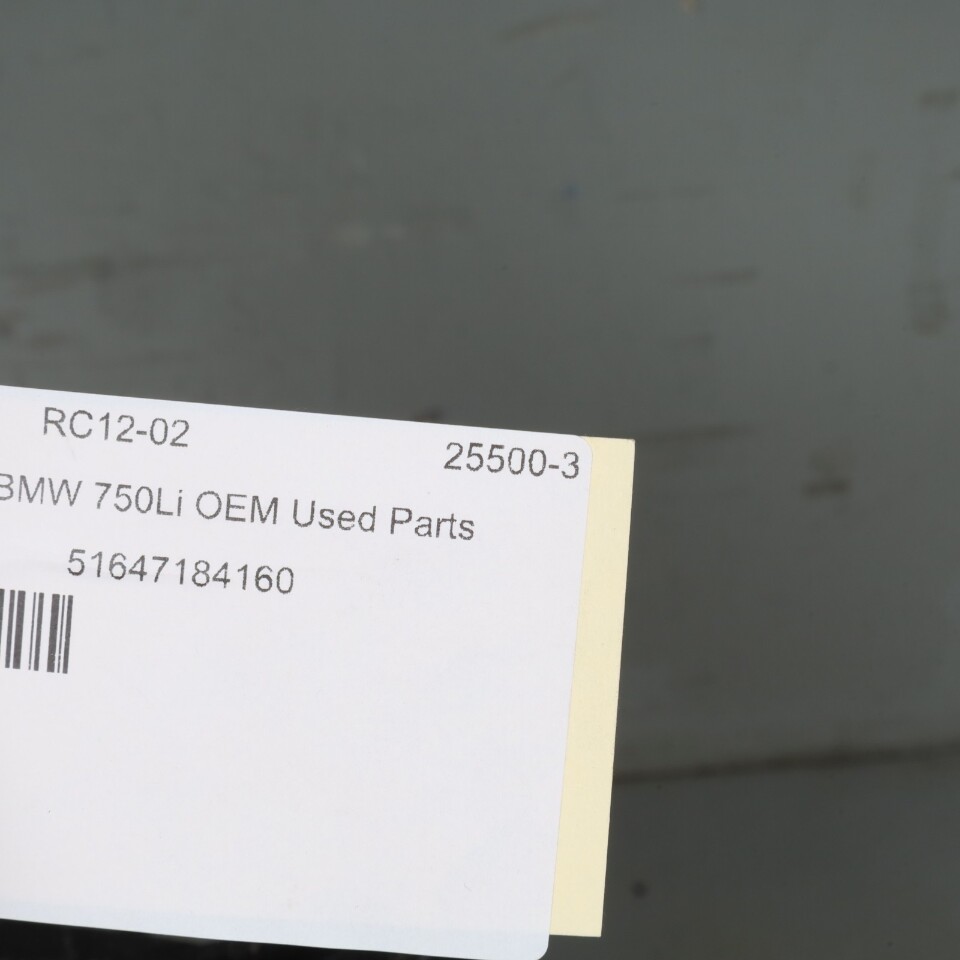 RC12-02 25500-3
BMW 750Li OEM Used Parts
51647184160